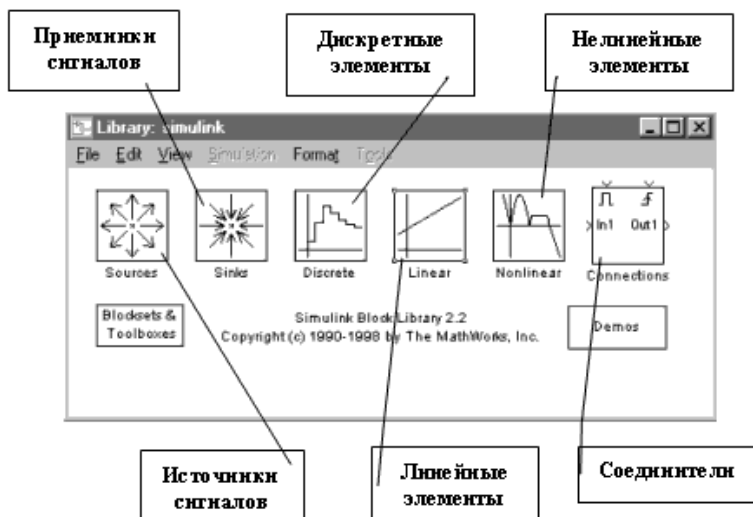 Приемники
сигналов
Дискретные
элементы
Нелинейные
элементы
Library: simulink
File Edit View Simulation Format Tools
In1 Out1
Sources Sinks Discrete Linear Nonlinear Connections
Blocksets &
Toolboxes
Simulink Block Library 2.2
Copyright (c) 1990-1998 by The MathWorks, Inc.
Demos
Источники
сигналов
Линейные
элементы
Соединители